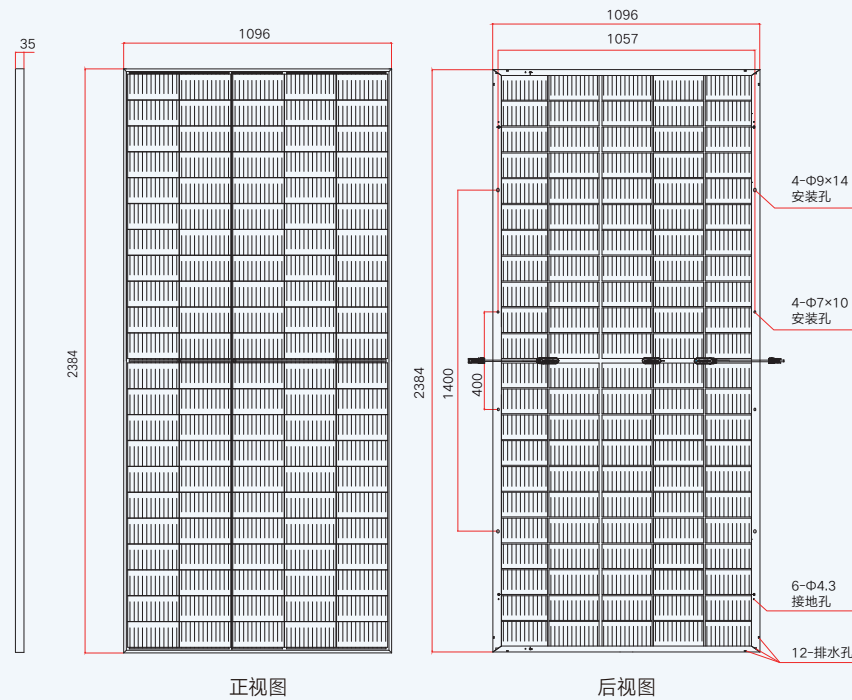 35
1096
2384
正视图
1096
1057
2384
1400
400
4-Φ9×14
安装孔
4-Φ7×10
安装孔
6-Φ4.3
接地孔
12-排水孔
后视图